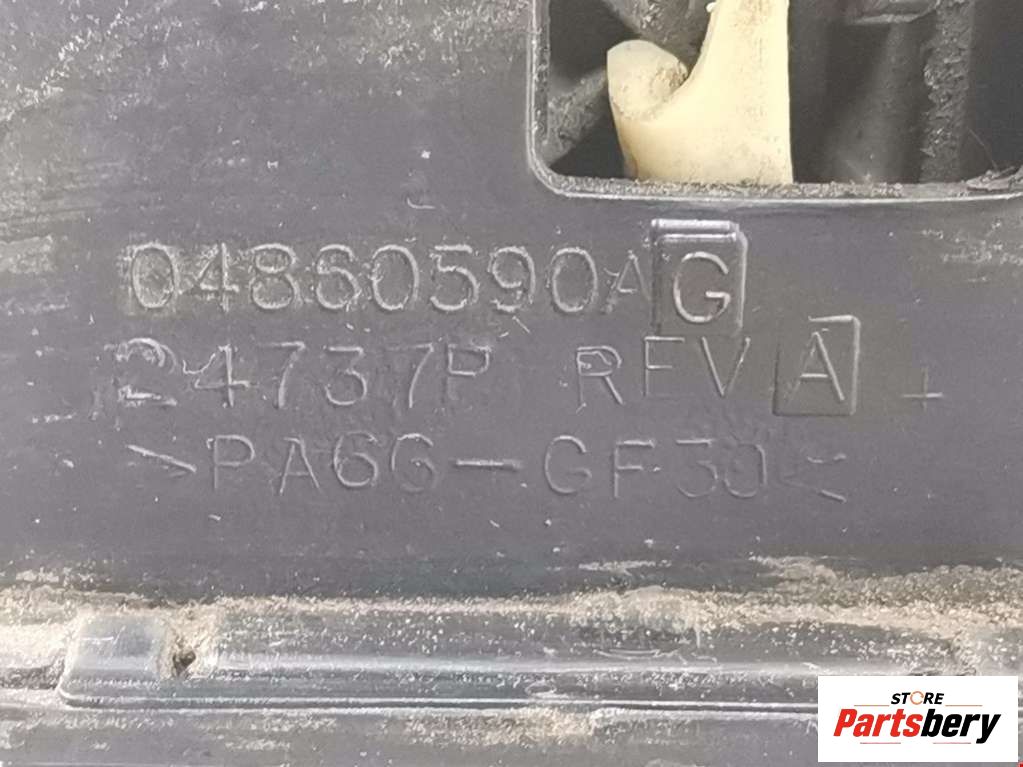 04860590AG
24737P REV A
>PA66-GF30<
STORE
Partsbery